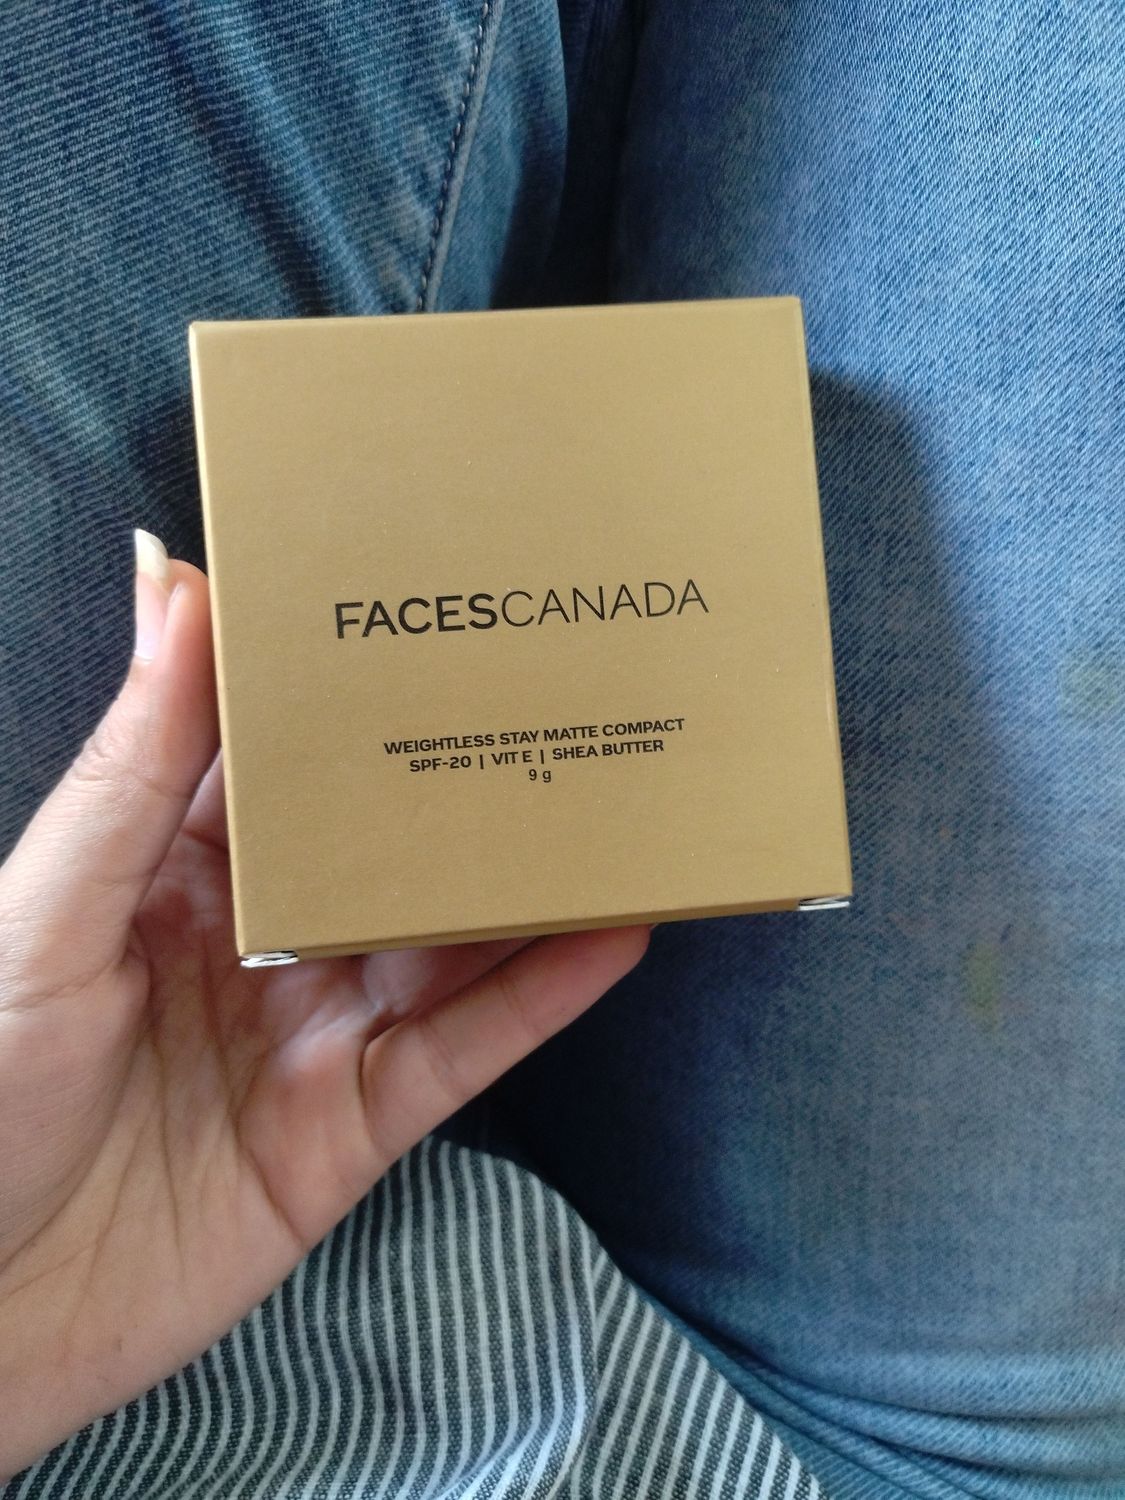 FACESCANADA
WEIGHTLESS STAY MATTE COMPACT
SPF-20 | VIT E | SHEA BUTTER
9 g